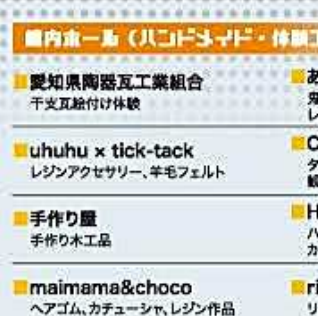 館内ホール（ハンドメイド・体験
愛知県陶器瓦工業組合
干支瓦絵付け体験
uhuhu × tick-tack
レジンアクセサリー、羊毛フェルト
手作り屋
手作り木工品
maimama&choco
ヘアゴム、カチューシャ、レジン作品